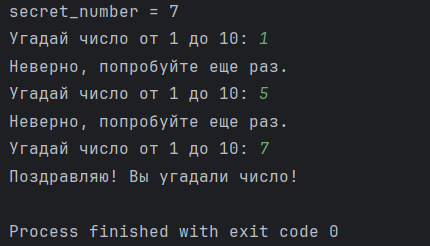 secret_number = 7
Угадай число от 1 до 10: 1
Неверно, попробуйте еще раз.
Угадай число от 1 до 10: 5
Неверно, попробуйте еще раз.
Угадай число от 1 до 10: 7
Поздравляю! Вы угадали число!
Process finished with exit code 0